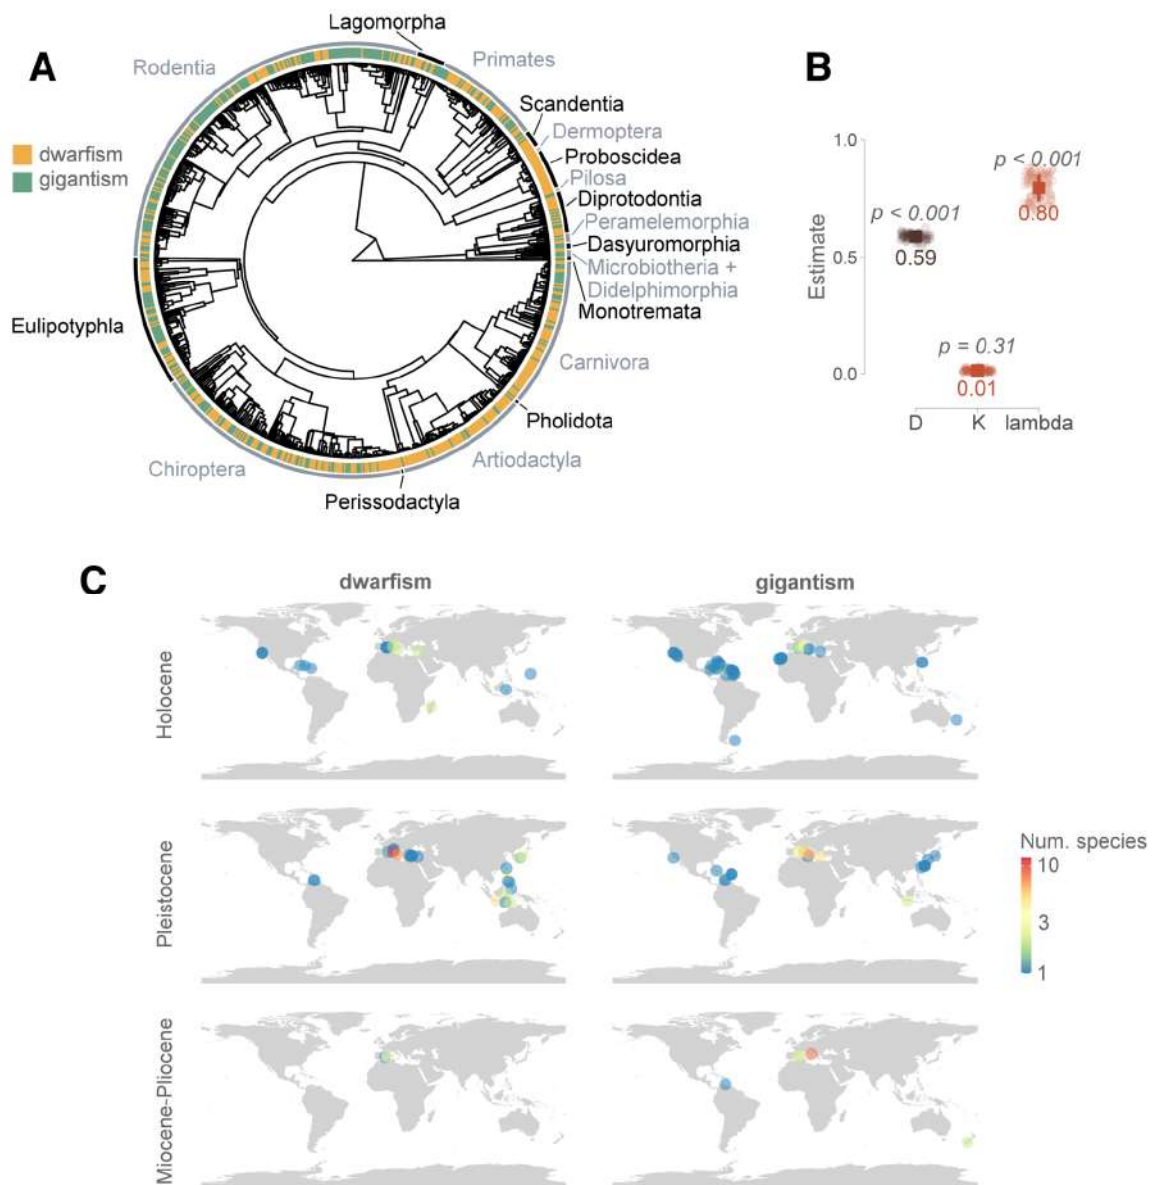 A
Lagomorpha
Rodentia
Primates
Scandentia
Dermoptera
Proboscidea
Pilosa
Diprotodontia
Peramelemorphia
Dasyuromorphia
Microbiotheria +
Didelphimorphia
Monotremata
Carnivora
Pholidota
Artiodactyla
Perissodactyla
Chiroptera
Eulipotyphla
dwarfism
gigantism
B
Estimate
1.0
0.5
0.0
p < 0.001
0.59
p = 0.31
0.01
p < 0.001
0.80
D K lambda
C
dwarfism gigantism
Holocene
Pleistocene
Miocene-Pliocene
Num. species
10
3
1